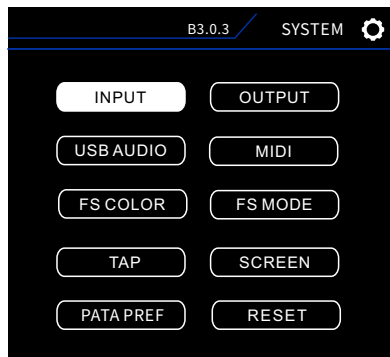 B3.0.3 SYSTEM
INPUT OUTPUT
USB AUDIO MIDI
FS COLOR FS MODE
TAP SCREEN
PATA PREF RESET